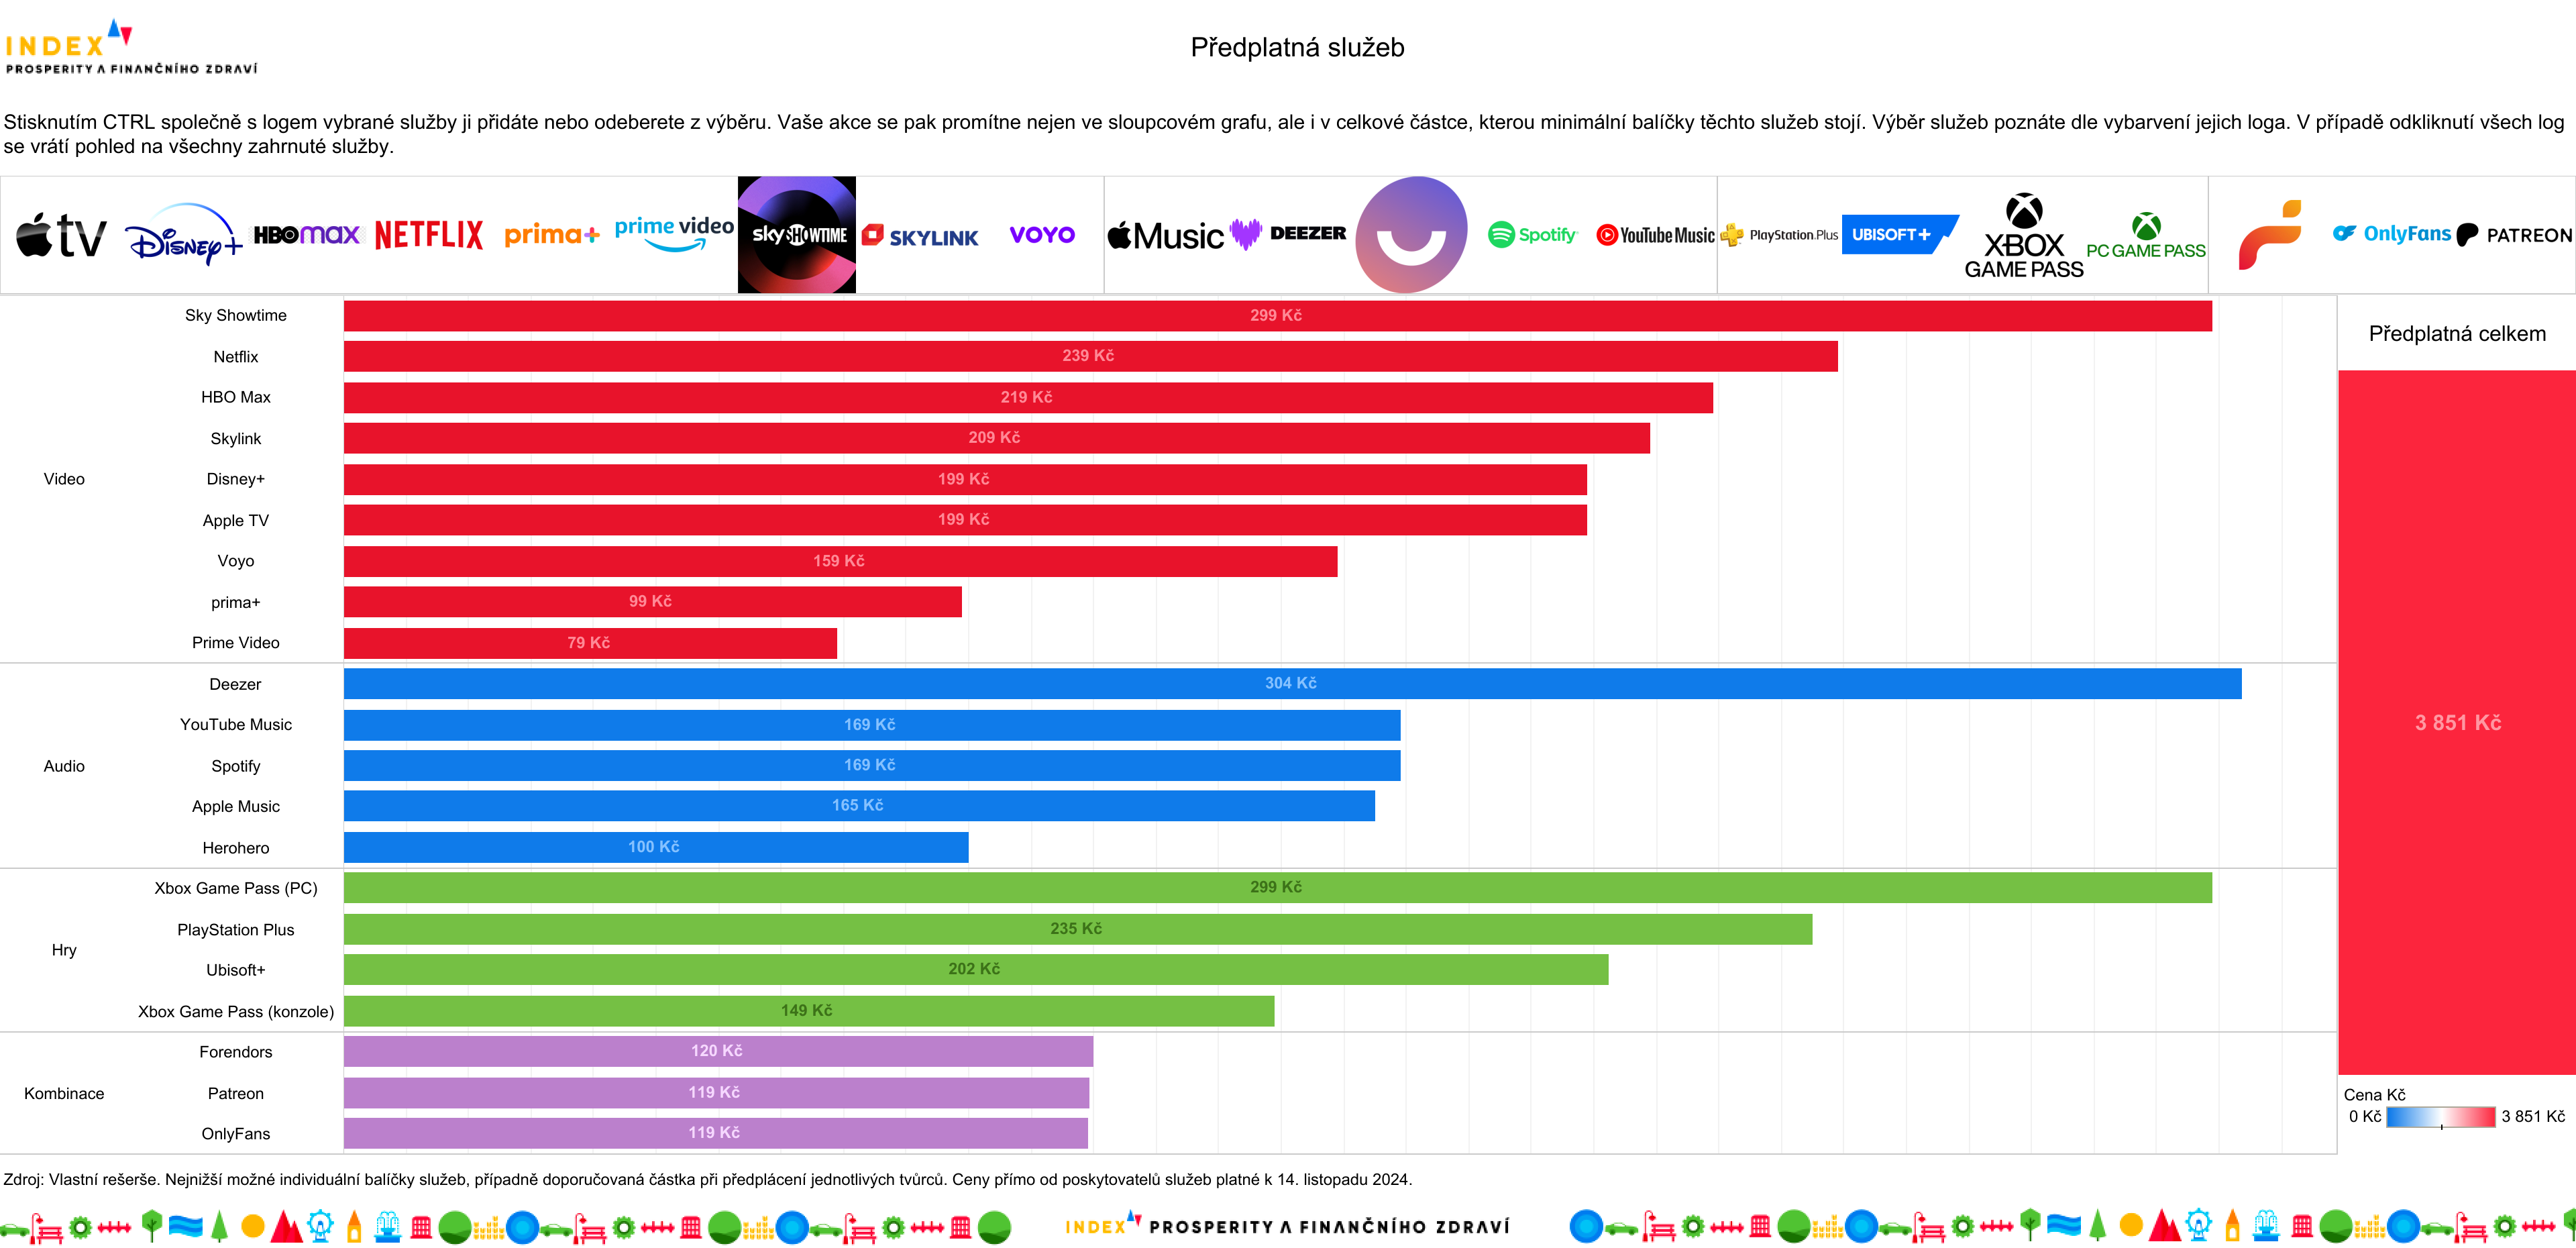 INDEX
PROSPERITY A FINANČNÍHO ZDRAVÍ
Předplatná služeb
Stisknutím CTRL společně s logem vybrané služby ji přidáte nebo odeberete z výběru. Vaše akce se pak promítne nejen ve sloupcovém grafu, ale i v celkové částce, kterou minimální balíčky těchto služeb stojí. Výběr služeb poznáte dle vybarvení jejich loga. V případě odkliknutí všech log
se vrátí pohled na všechny zahrnuté služby.
tv
Disney+
HBO max
NETFLIX
prima+
prime video
sky SHOWTIME
SKYLINK
VOYO
Music
DEEZER
Spotify
YouTube Music
PlayStation.Plus
UBISOFT+
XBOX
GAME PASS
PC GAME PASS
OnlyFans
PATREON
Video
Sky Showtime 299 Kč
Netflix 239 Kč
HBO Max 219 Kč
Skylink 209 Kč
Disney+ 199 Kč
Apple TV 199 Kč
Voyo 159 Kč
prima+ 99 Kč
Prime Video 79 Kč
Audio
Deezer 304 Kč
YouTube Music 169 Kč
Spotify 169 Kč
Apple Music 165 Kč
Herohero 100 Kč
Hry
Xbox Game Pass (PC) 299 Kč
PlayStation Plus 235 Kč
Ubisoft+ 202 Kč
Xbox Game Pass (konzole) 149 Kč
Kombinace
Forendors 120 Kč
Patreon 119 Kč
OnlyFans 119 Kč
Předplatná celkem
3 851 Kč
Cena Kč
0 Kč 3 851 Kč
Zdroj: Vlastní rešerše. Nejnižší možné individuální balíčky služeb, případně doporučovaná částka při předplácení jednotlivých tvůrců. Ceny přímo od poskytovatelů služeb platné k 14. listopadu 2024.
INDEX PROSPERITY A FINANČNÍHO ZDRAVÍ